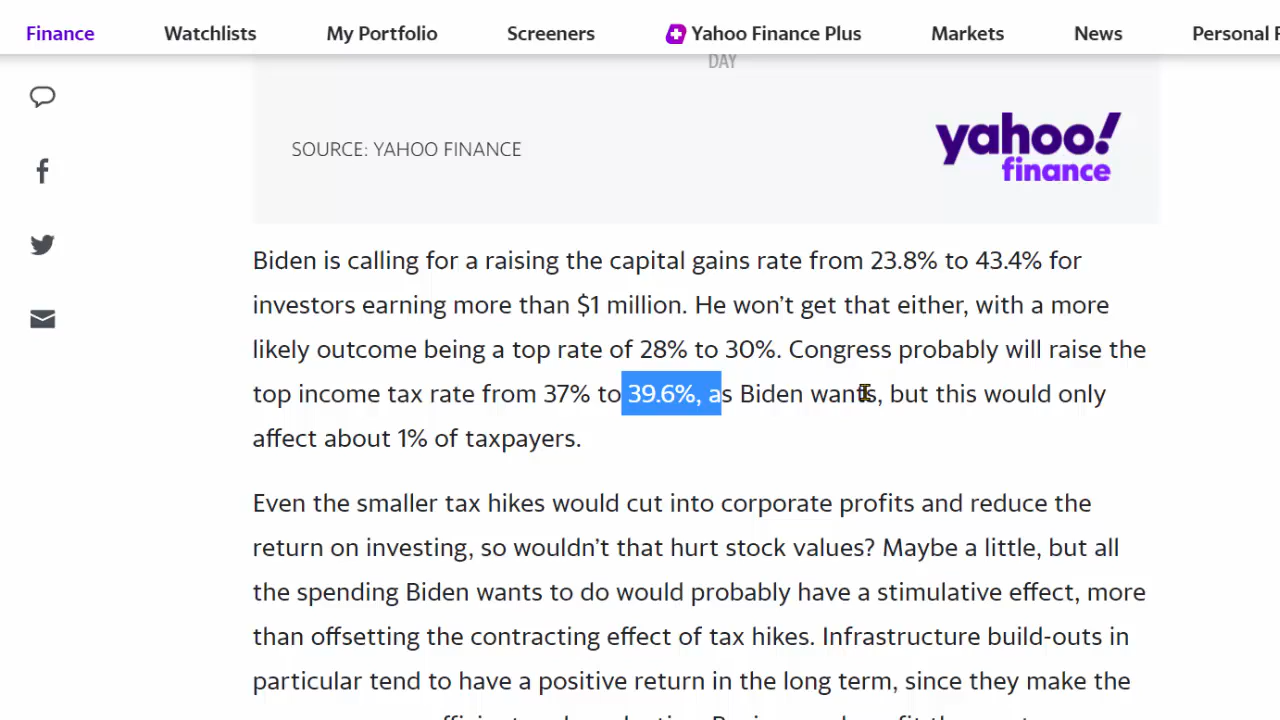 Finance Watchlists My Portfolio Screeners Yahoo Finance Plus Markets News Personal
DAY
SOURCE: YAHOO FINANCE
yahoo!
finance
Biden is calling for a raising the capital gains rate from 23.8% to 43.4% for
investors earning more than $1 million. He won’t get that either, with a more
likely outcome being a top rate of 28% to 30%. Congress probably will raise the
top income tax rate from 37% to 39.6%, as Biden wants, but this would only
affect about 1% of taxpayers.
Even the smaller tax hikes would cut into corporate profits and reduce the
return on investing, so wouldn’t that hurt stock values? Maybe a little, but all
the spending Biden wants to do would probably have a stimulative effect, more
than offsetting the contracting effect of tax hikes. Infrastructure build-outs in
particular tend to have a positive return in the long term, since they make the